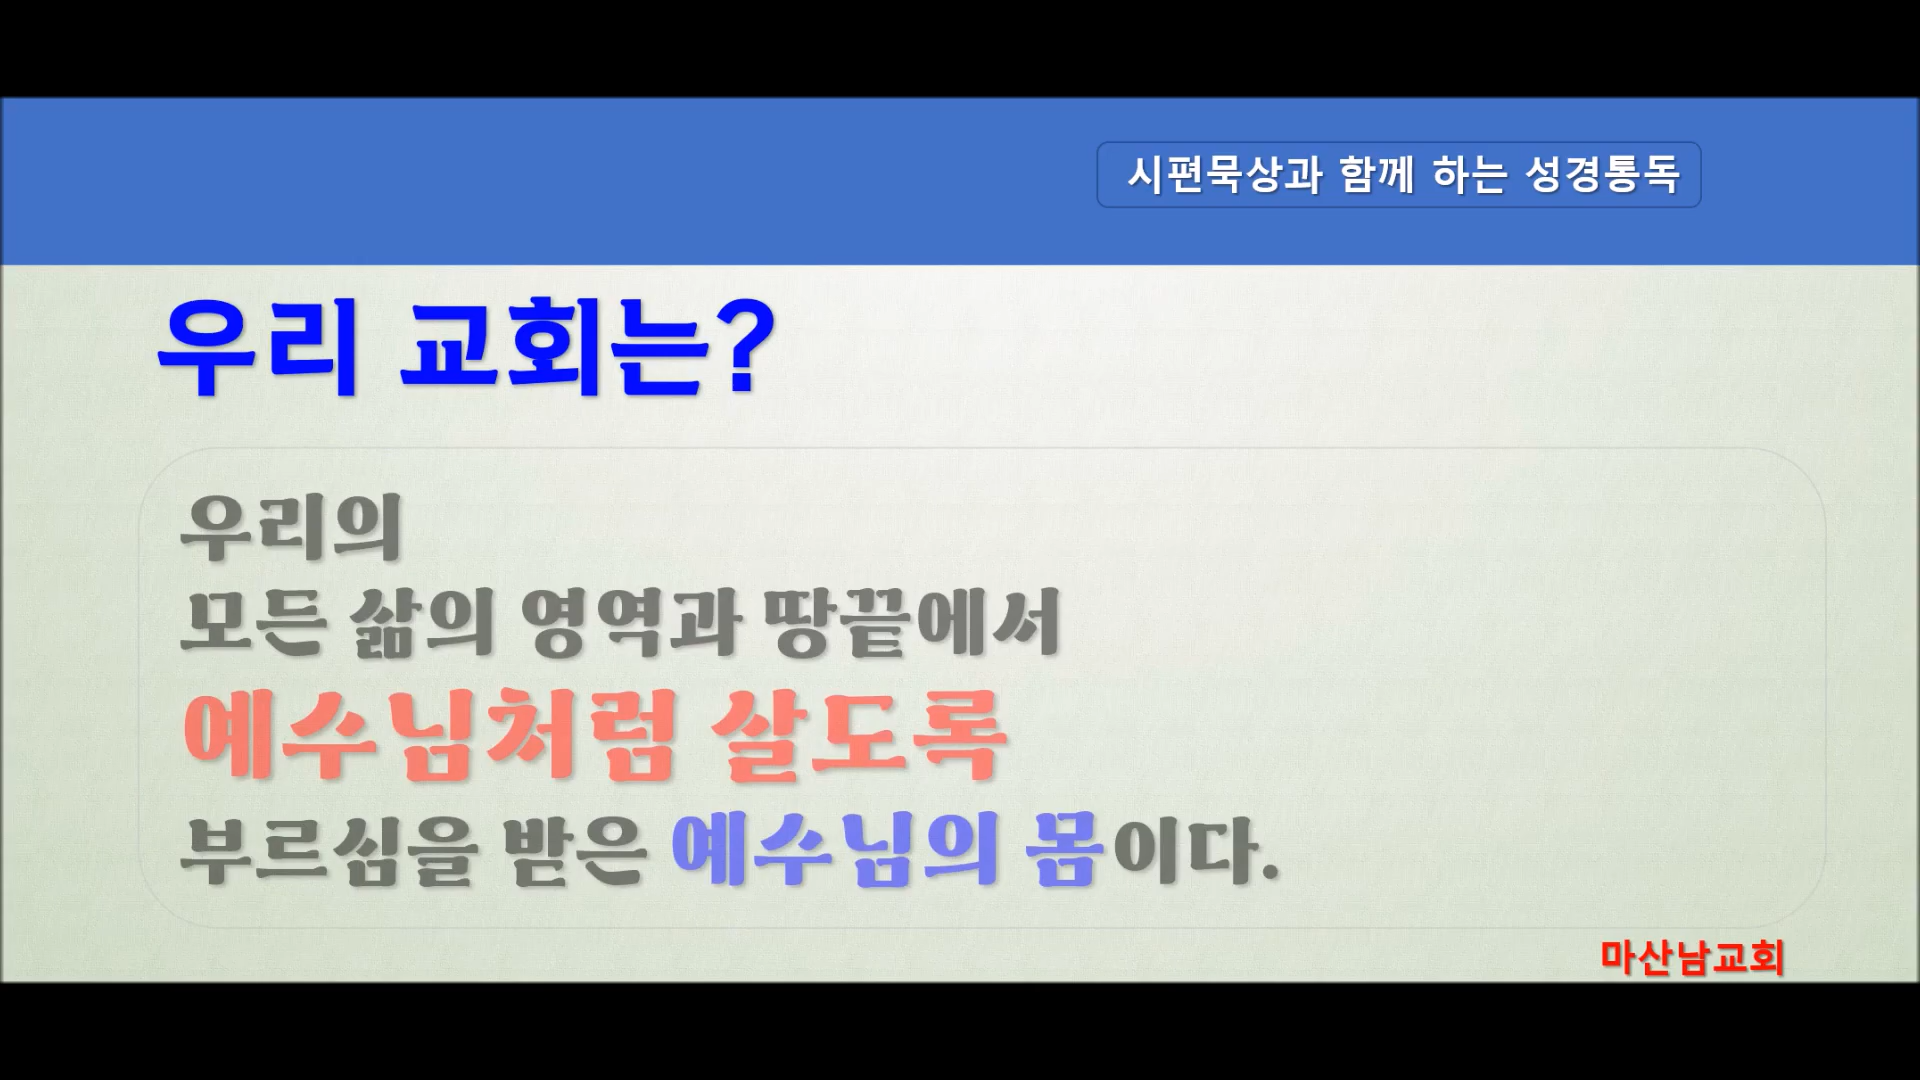 시편묵상과 함께 하는 성경통독
우리 교회는?
우리의
모든 삶의 영역과 땅끝에서
예수님처럼 살도록
부르심을 받은 예수님의 몸이다.
마산남교회